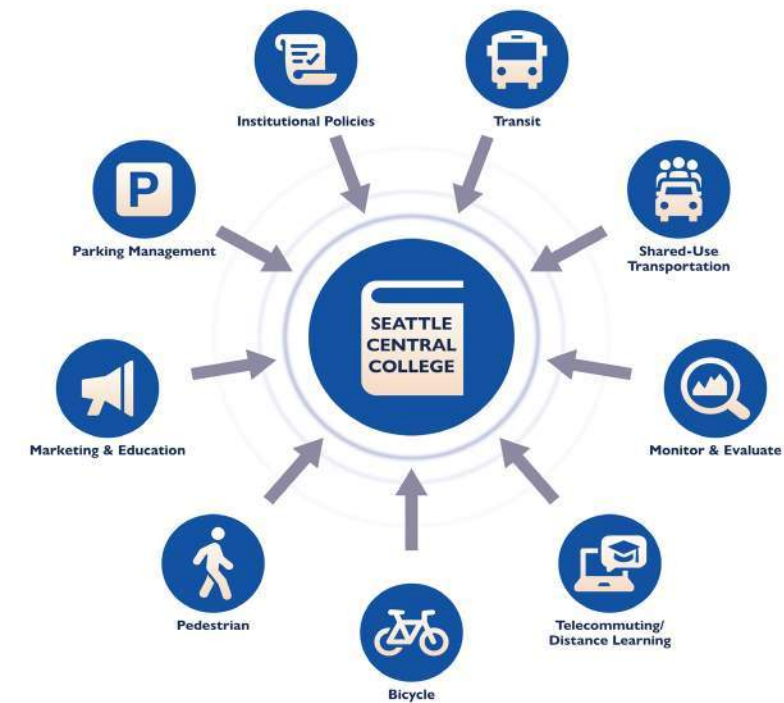 Institutional Policies
Transit
P
Parking Management
Shared-Use
Transportation
SEATTLE
CENTRAL
COLLEGE
Marketing & Education
Monitor & Evaluate
Pedestrian
Telecommuting/
Distance Learning
Bicycle